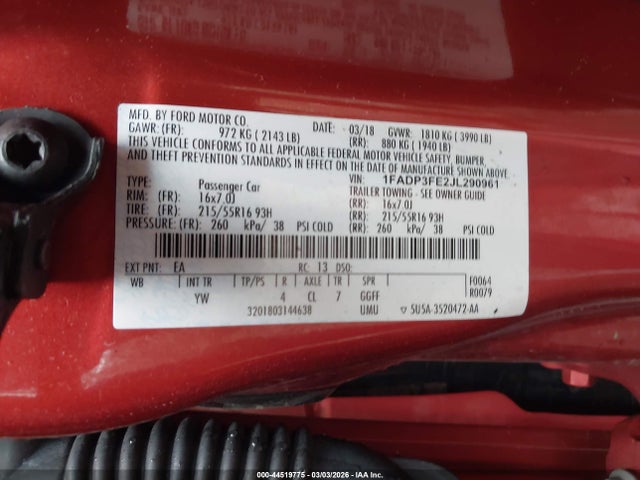 MFD. BY FORD MOTOR CO.
DATE: 03/18 GVWR: 1810 KG ( 3990 LB)
GAWR: (FR): 972 KG ( 2143 LB) (RR): 880 KG ( 1940 LB)
THIS VEHICLE CONFORMS TO ALL APPLICABLE FEDERAL MOTOR VEHICLE SAFETY, BUMPER,
AND THEFT PREVENTION STANDARDS IN EFFECT ON THE DATE OF MANUFACTURE SHOWN ABOVE.
VIN: 1FADP3FE2JL290961
TYPE: Passenger Car TRAILER TOWING - SEE OWNER GUIDE
RIM: (FR): 16x7.0J (RR): 16x7.0J
TIRE: (FR): 215/55R16 93H (RR): 215/55R16 93H
PRESSURE: (FR): 260 kPa/ 38 PSI COLD (RR): 260 kPa/ 38 PSI COLD
EXT PNT: EA RC: 13 DSO:
WB INT TR TP/PS R AXLE TR SPR F0064
YW 4 CL 7 GGFF R0079
3201803144638 UMU 5U5A-3520472-AA
000-44519775 - 03/03/2026 - IAA Inc.